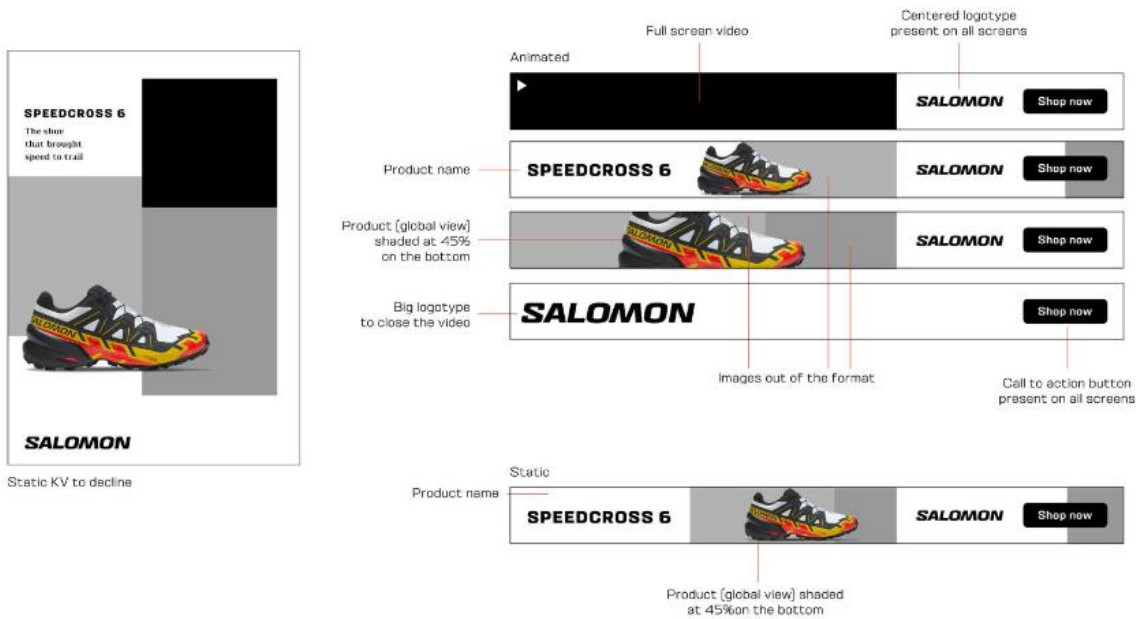 SPEEDCROSS 6
The shoe
that brought
speed to trail
SALOMON
SALOMON
Static KV to decline
Full screen video
Centered logotype
present on all screens
Animated
SALOMON
Shop now
Product name
SPEEDCROSS 6
SALOMON
Shop now
Product (global view)
shaded at 45%
on the bottom
SALOMON
SALOMON
Shop now
Big logotype
to close the video
SALOMON
Shop now
Images out of the format
Call to action button
present on all screens
Static
Product name
SPEEDCROSS 6
SALOMON
SALOMON
Shop now
Product (global view) shaded
at 45%on the bottom